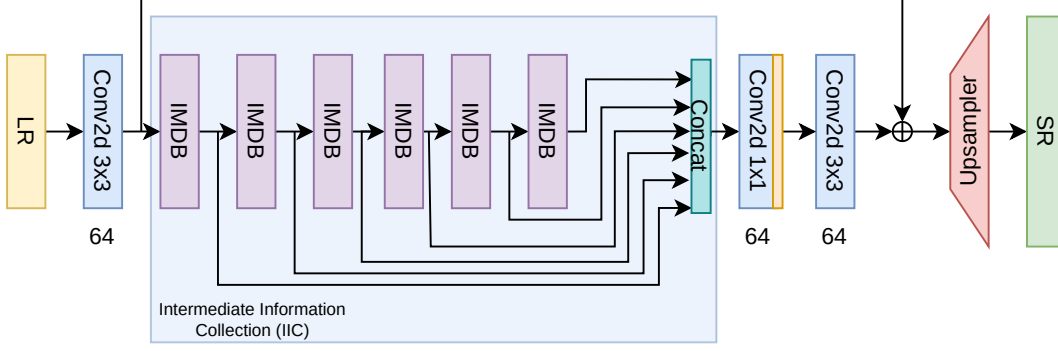 LR
Conv2d 3x3
64
IMDB
IMDB
IMDB
IMDB
IMDB
IMDB
Concat
Conv2d 1x1
64
Conv2d 3x3
64
Upsampler
SR
Intermediate Information
Collection (IIC)